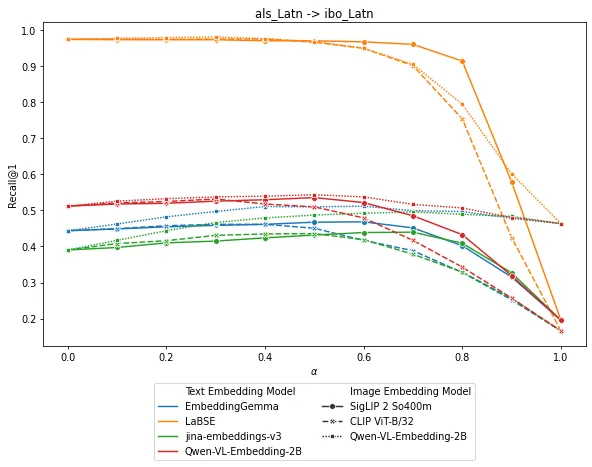 als_Latn -> ibo_Latn
Recall@1
1.0
0.9
0.8
0.7
0.6
0.5
0.4
0.3
0.2
0.0 0.2 0.4 0.6 0.8 1.0
α
Text Embedding Model
EmbeddingGemma
LaBSE
jina-embeddings-v3
Qwen-VL-Embedding-2B
Image Embedding Model
SigLIP 2 So400m
CLIP ViT-B/32
Qwen-VL-Embedding-2B